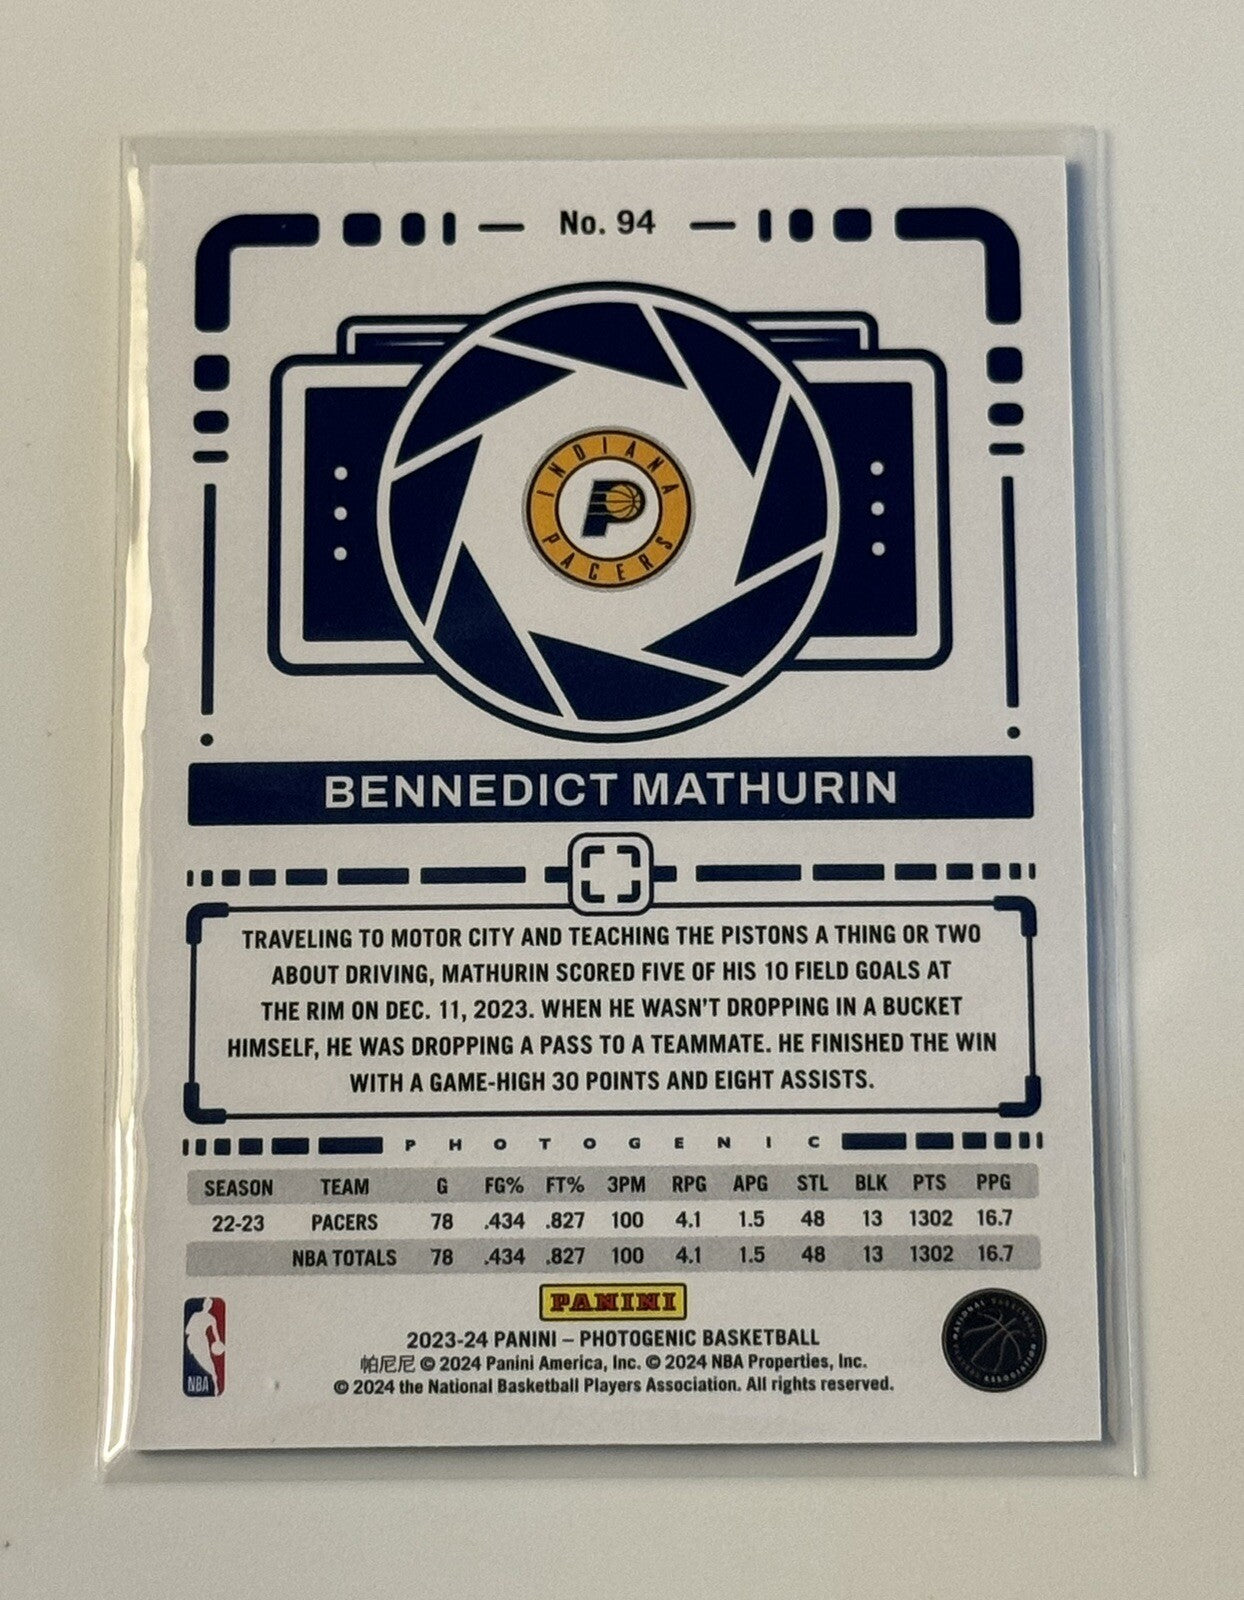 No. 94
INDIANA
PACERS
BENNEDICT MATHURIN
TRAVELING TO MOTOR CITY AND TEACHING THE PISTONS A THING OR TWO
ABOUT DRIVING, MATHURIN SCORED FIVE OF HIS 10 FIELD GOALS AT
THE RIM ON DEC. 11, 2023. WHEN HE WASN'T DROPPING IN A BUCKET
HIMSELF, HE WAS DROPPING A PASS TO A TEAMMATE. HE FINISHED THE WIN
WITH A GAME-HIGH 30 POINTS AND EIGHT ASSISTS.
PHOTOGENIC
SEASON TEAM G FG% FT% 3PM RPG APG STL BLK PTS PPG
22-23 PACERS 78 .434 .827 100 4.1 1.5 48 13 1302 16.7
NBA TOTALS 78 .434 .827 100 4.1 1.5 48 13 1302 16.7
PANINI
2023-24 PANINI – PHOTOGENIC BASKETBALL
帕尼尼 © 2024 Panini America, Inc. © 2024 NBA Properties, Inc.
© 2024 the National Basketball Players Association. All rights reserved.
NBA
NATIONAL BASKETBALL
PLAYERS ASSOCIATION